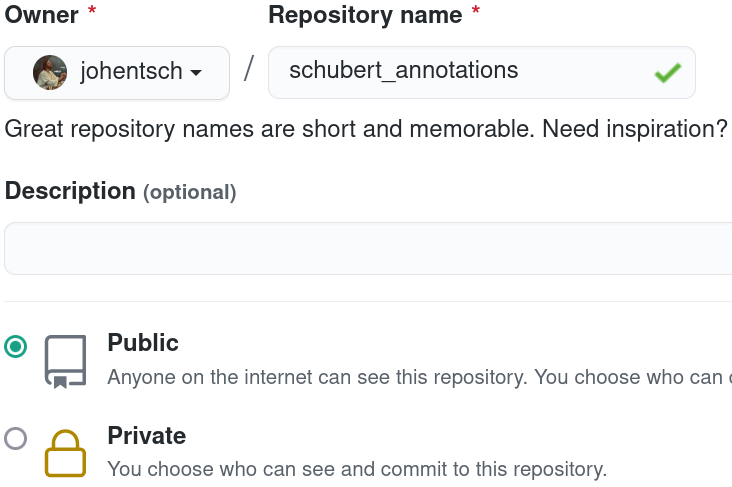 Owner * Repository name *
johentsch / schubert_annotations
Great repository names are short and memorable. Need inspiration?
Description (optional)
Public
Anyone on the internet can see this repository. You choose who can
Private
You choose who can see and commit to this repository.